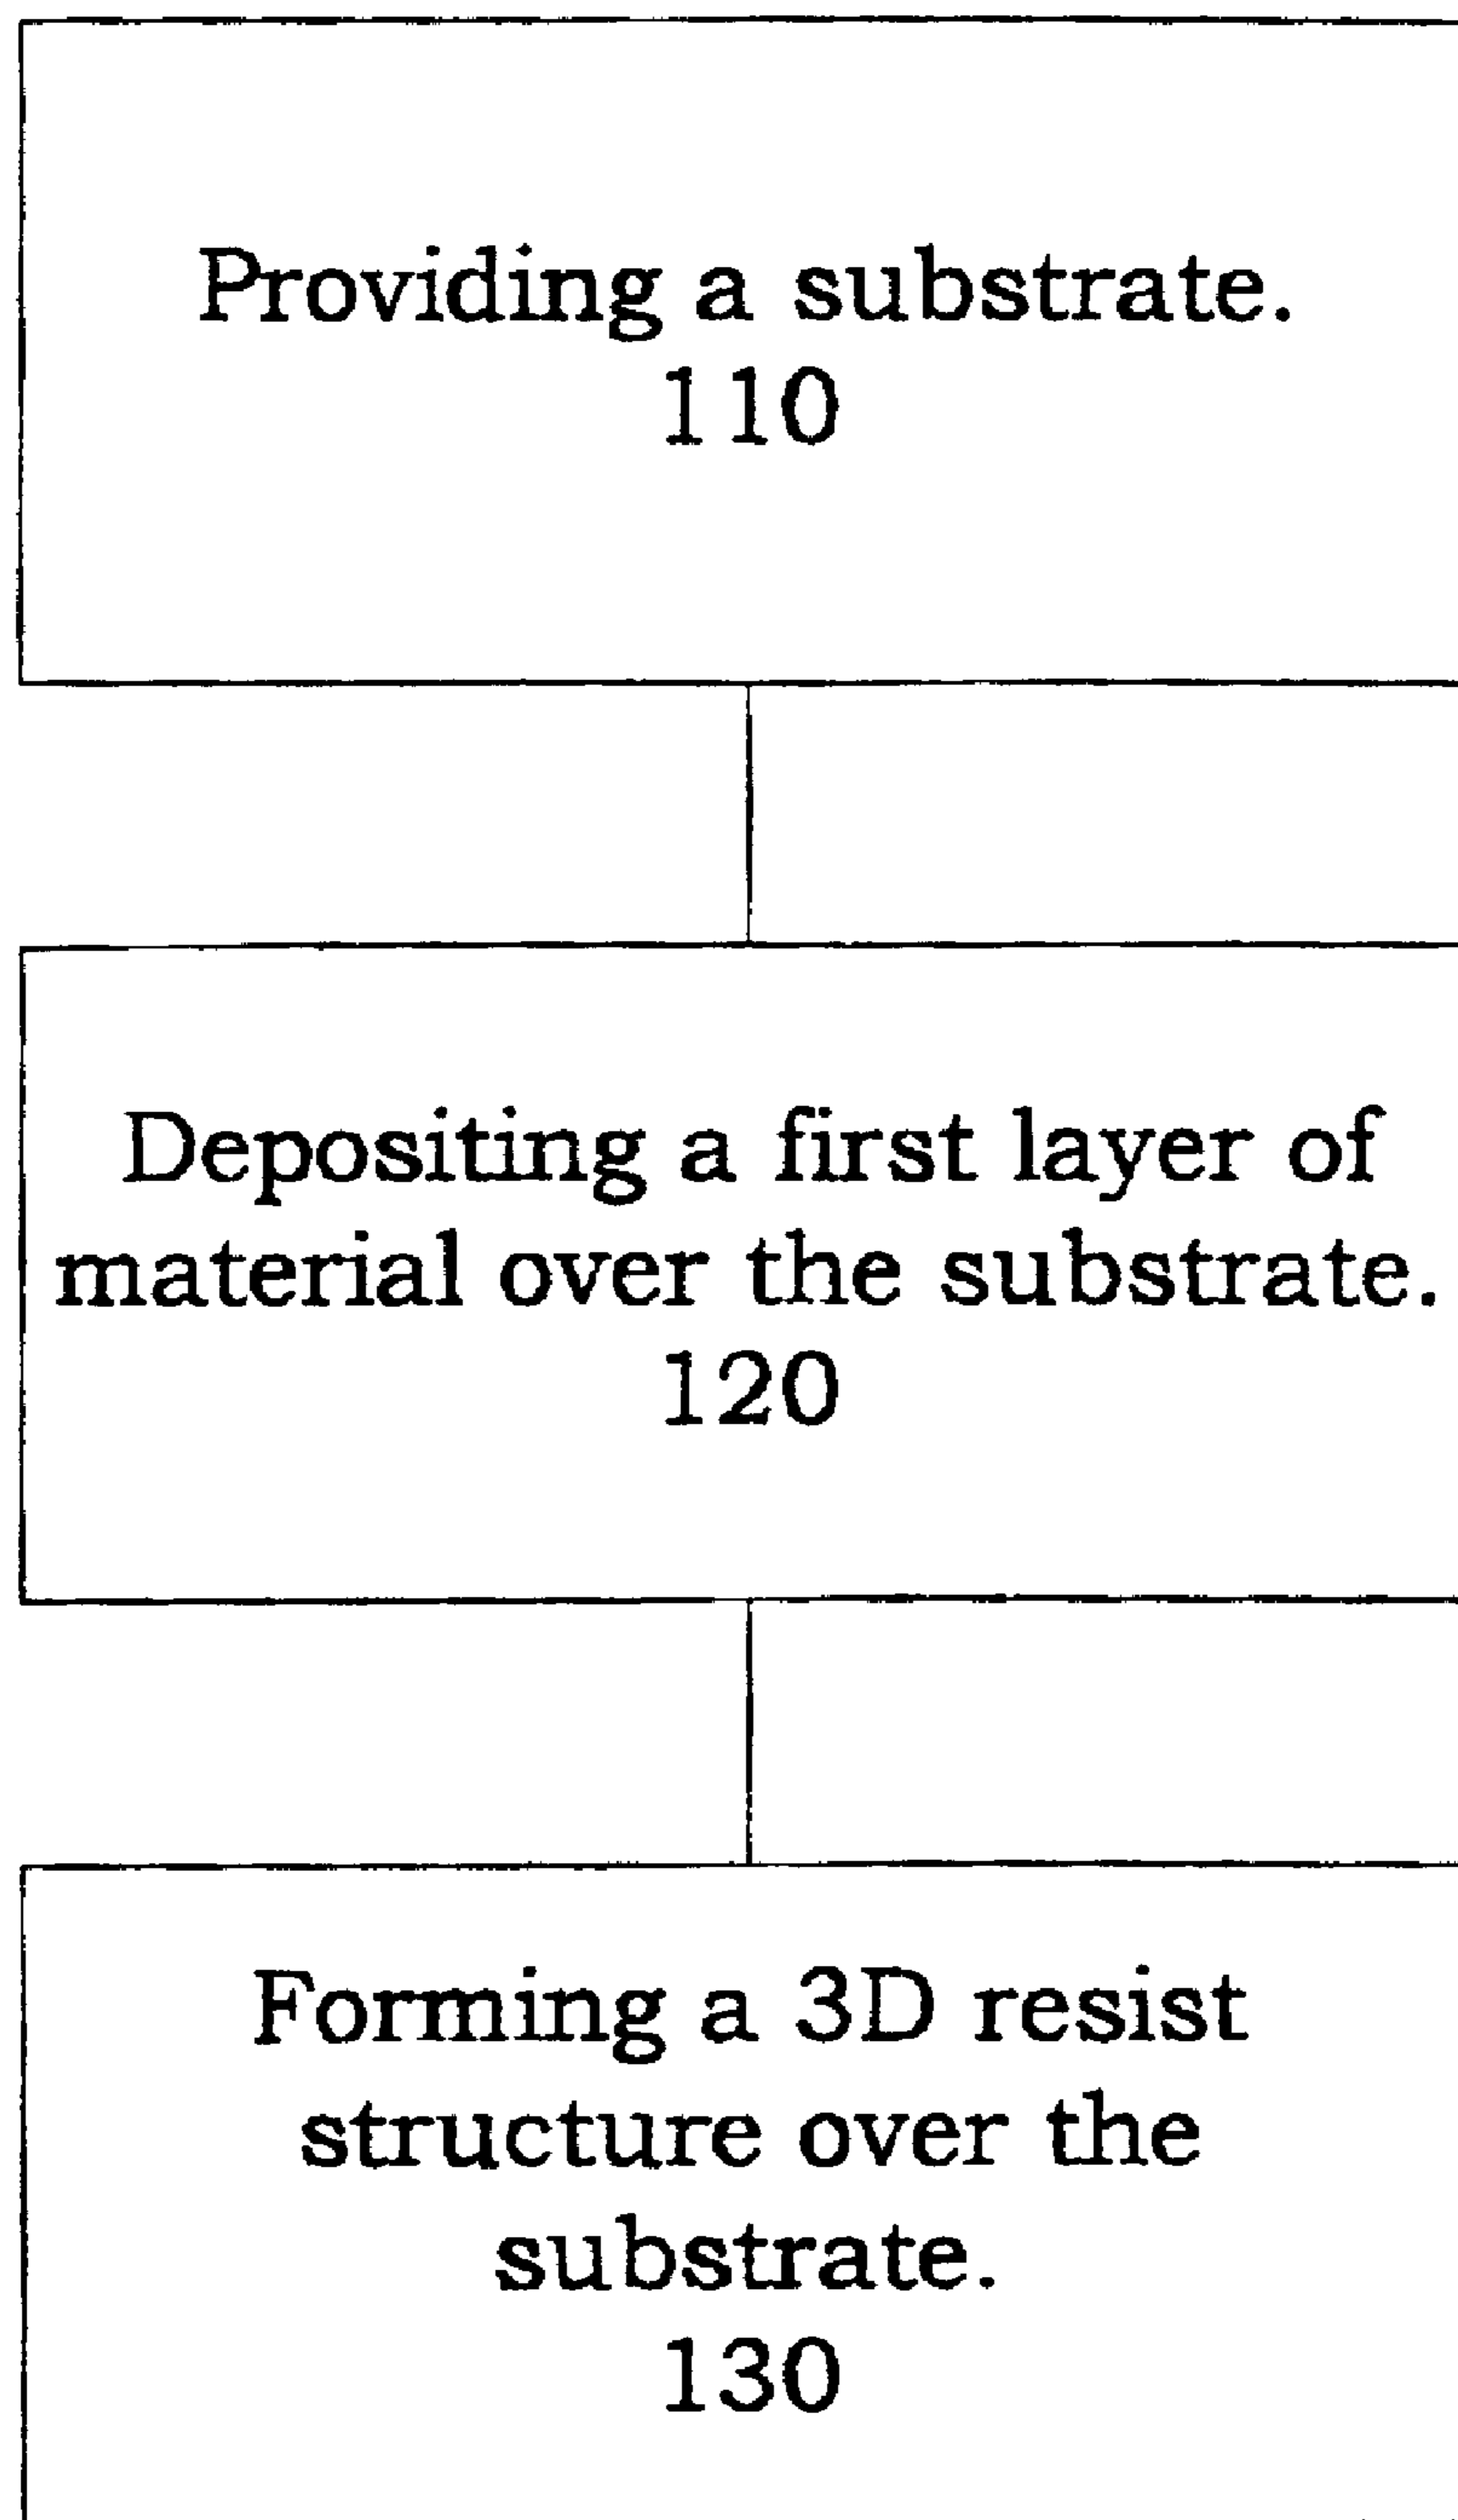 Providing a substrate.
110
Depositing a first layer of
material over the substrate.
120
Forming a 3D resist
structure over the
substrate.
130